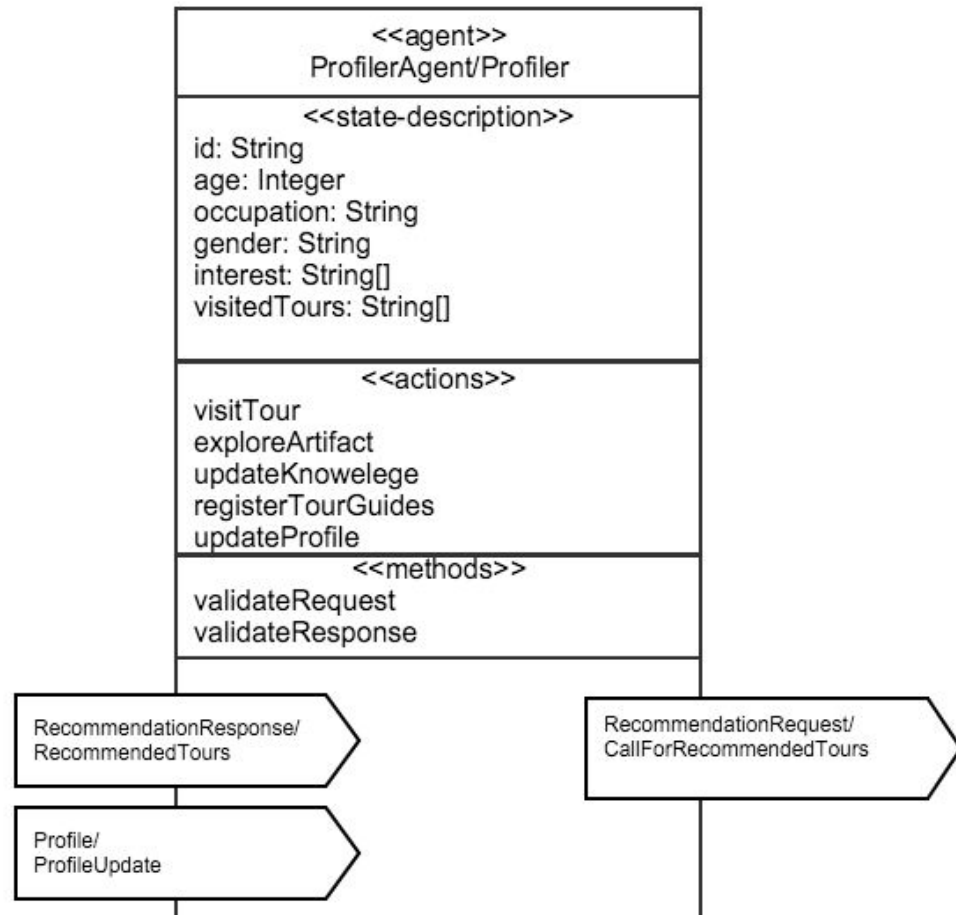 <<agent>>
ProfilerAgent/Profiler
<<state-description>>
id: String
age: Integer
occupation: String
gender: String
interest: String[]
visitedTours: String[]
<<actions>>
visitTour
exploreArtifact
updateKnowelege
registerTourGuides
updateProfile
<<methods>>
validateRequest
validateResponse
RecommendationResponse/
RecommendedTours
RecommendationRequest/
CallForRecommendedTours
Profile/
ProfileUpdate